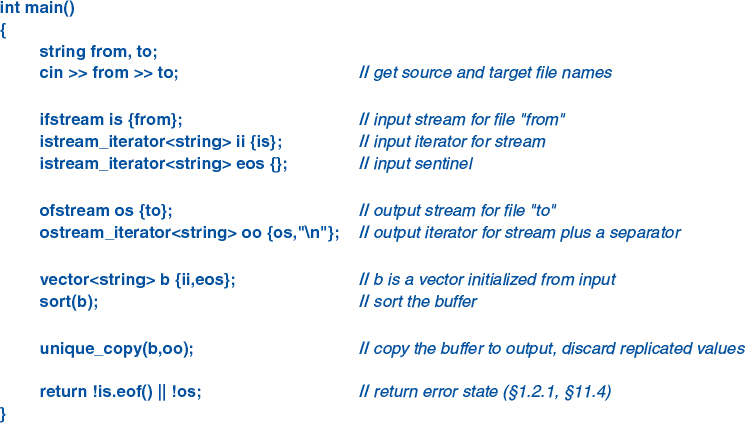 int main()
{
string from, to;
cin >> from >> to; // get source and target file names
ifstream is {from}; // input stream for file "from"
istream_iterator<string> ii {is}; // input iterator for stream
istream_iterator<string> eos {}; // input sentinel
ofstream os {to}; // output stream for file "to"
ostream_iterator<string> oo {os,"\n"}; // output iterator for stream plus a separator
vector<string> b {ii,eos}; // b is a vector initialized from input
sort(b); // sort the buffer
unique_copy(b,oo); // copy the buffer to output, discard replicated values
return !is.eof() || !os; // return error state (§1.2.1, §11.4)
}